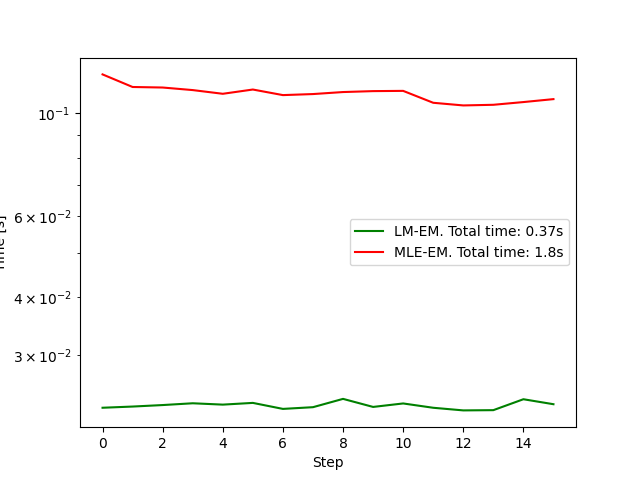 10⁻¹
6 × 10⁻²
4 × 10⁻²
3 × 10⁻²
Time [s]
LM-EM. Total time: 0.37s
MLE-EM. Total time: 1.8s
0 2 4 6 8 10 12 14
Step